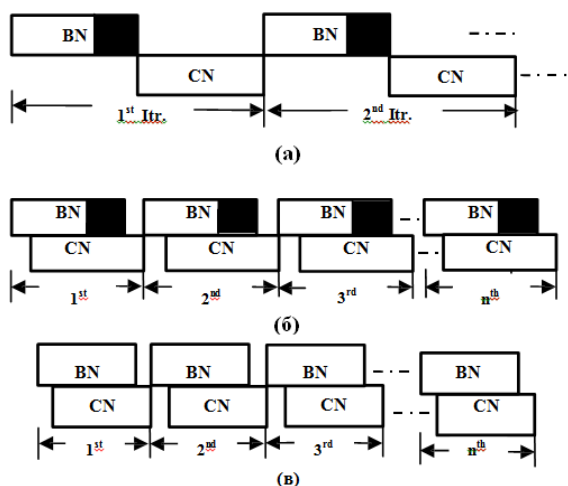 BN BN
CN CN
1st Itr. 2nd Itr.
(а)
BN BN BN BN
CN CN CN CN
1st 2nd 3rd nth
(б)
BN BN BN BN
CN CN CN CN
1st 2nd 3rd nth
(в)